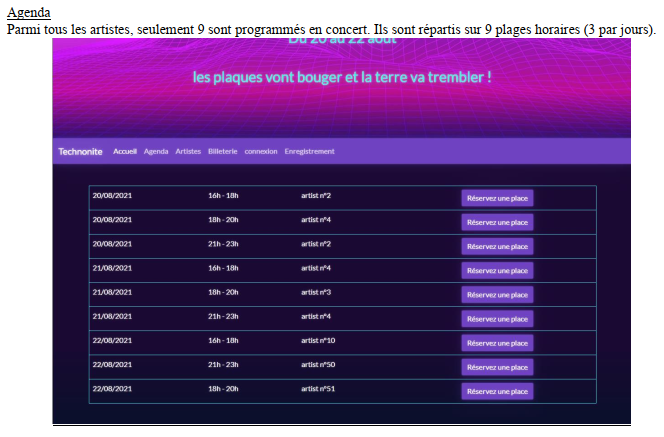 Agenda
Parmi tous les artistes, seulement 9 sont programmés en concert. Ils sont répartis sur 9 plages horaires (3 par jours).
Du 20 au 22 août
les plaques vont bouger et la terre va trembler !
Technonite Accueil Agenda Artistes Billeterie connexion Enregistrement
20/08/2021 16h - 18h artist n°2 Réservez une place
20/08/2021 18h - 20h artist n°4 Réservez une place
20/08/2021 21h - 23h artist n°2 Réservez une place
21/08/2021 16h - 18h artist n°4 Réservez une place
21/08/2021 18h - 20h artist n°3 Réservez une place
21/08/2021 21h - 23h artist n°4 Réservez une place
22/08/2021 16h - 18h artist n°10 Réservez une place
22/08/2021 21h - 23h artist n°50 Réservez une place
22/08/2021 18h - 20h artist n°51 Réservez une place